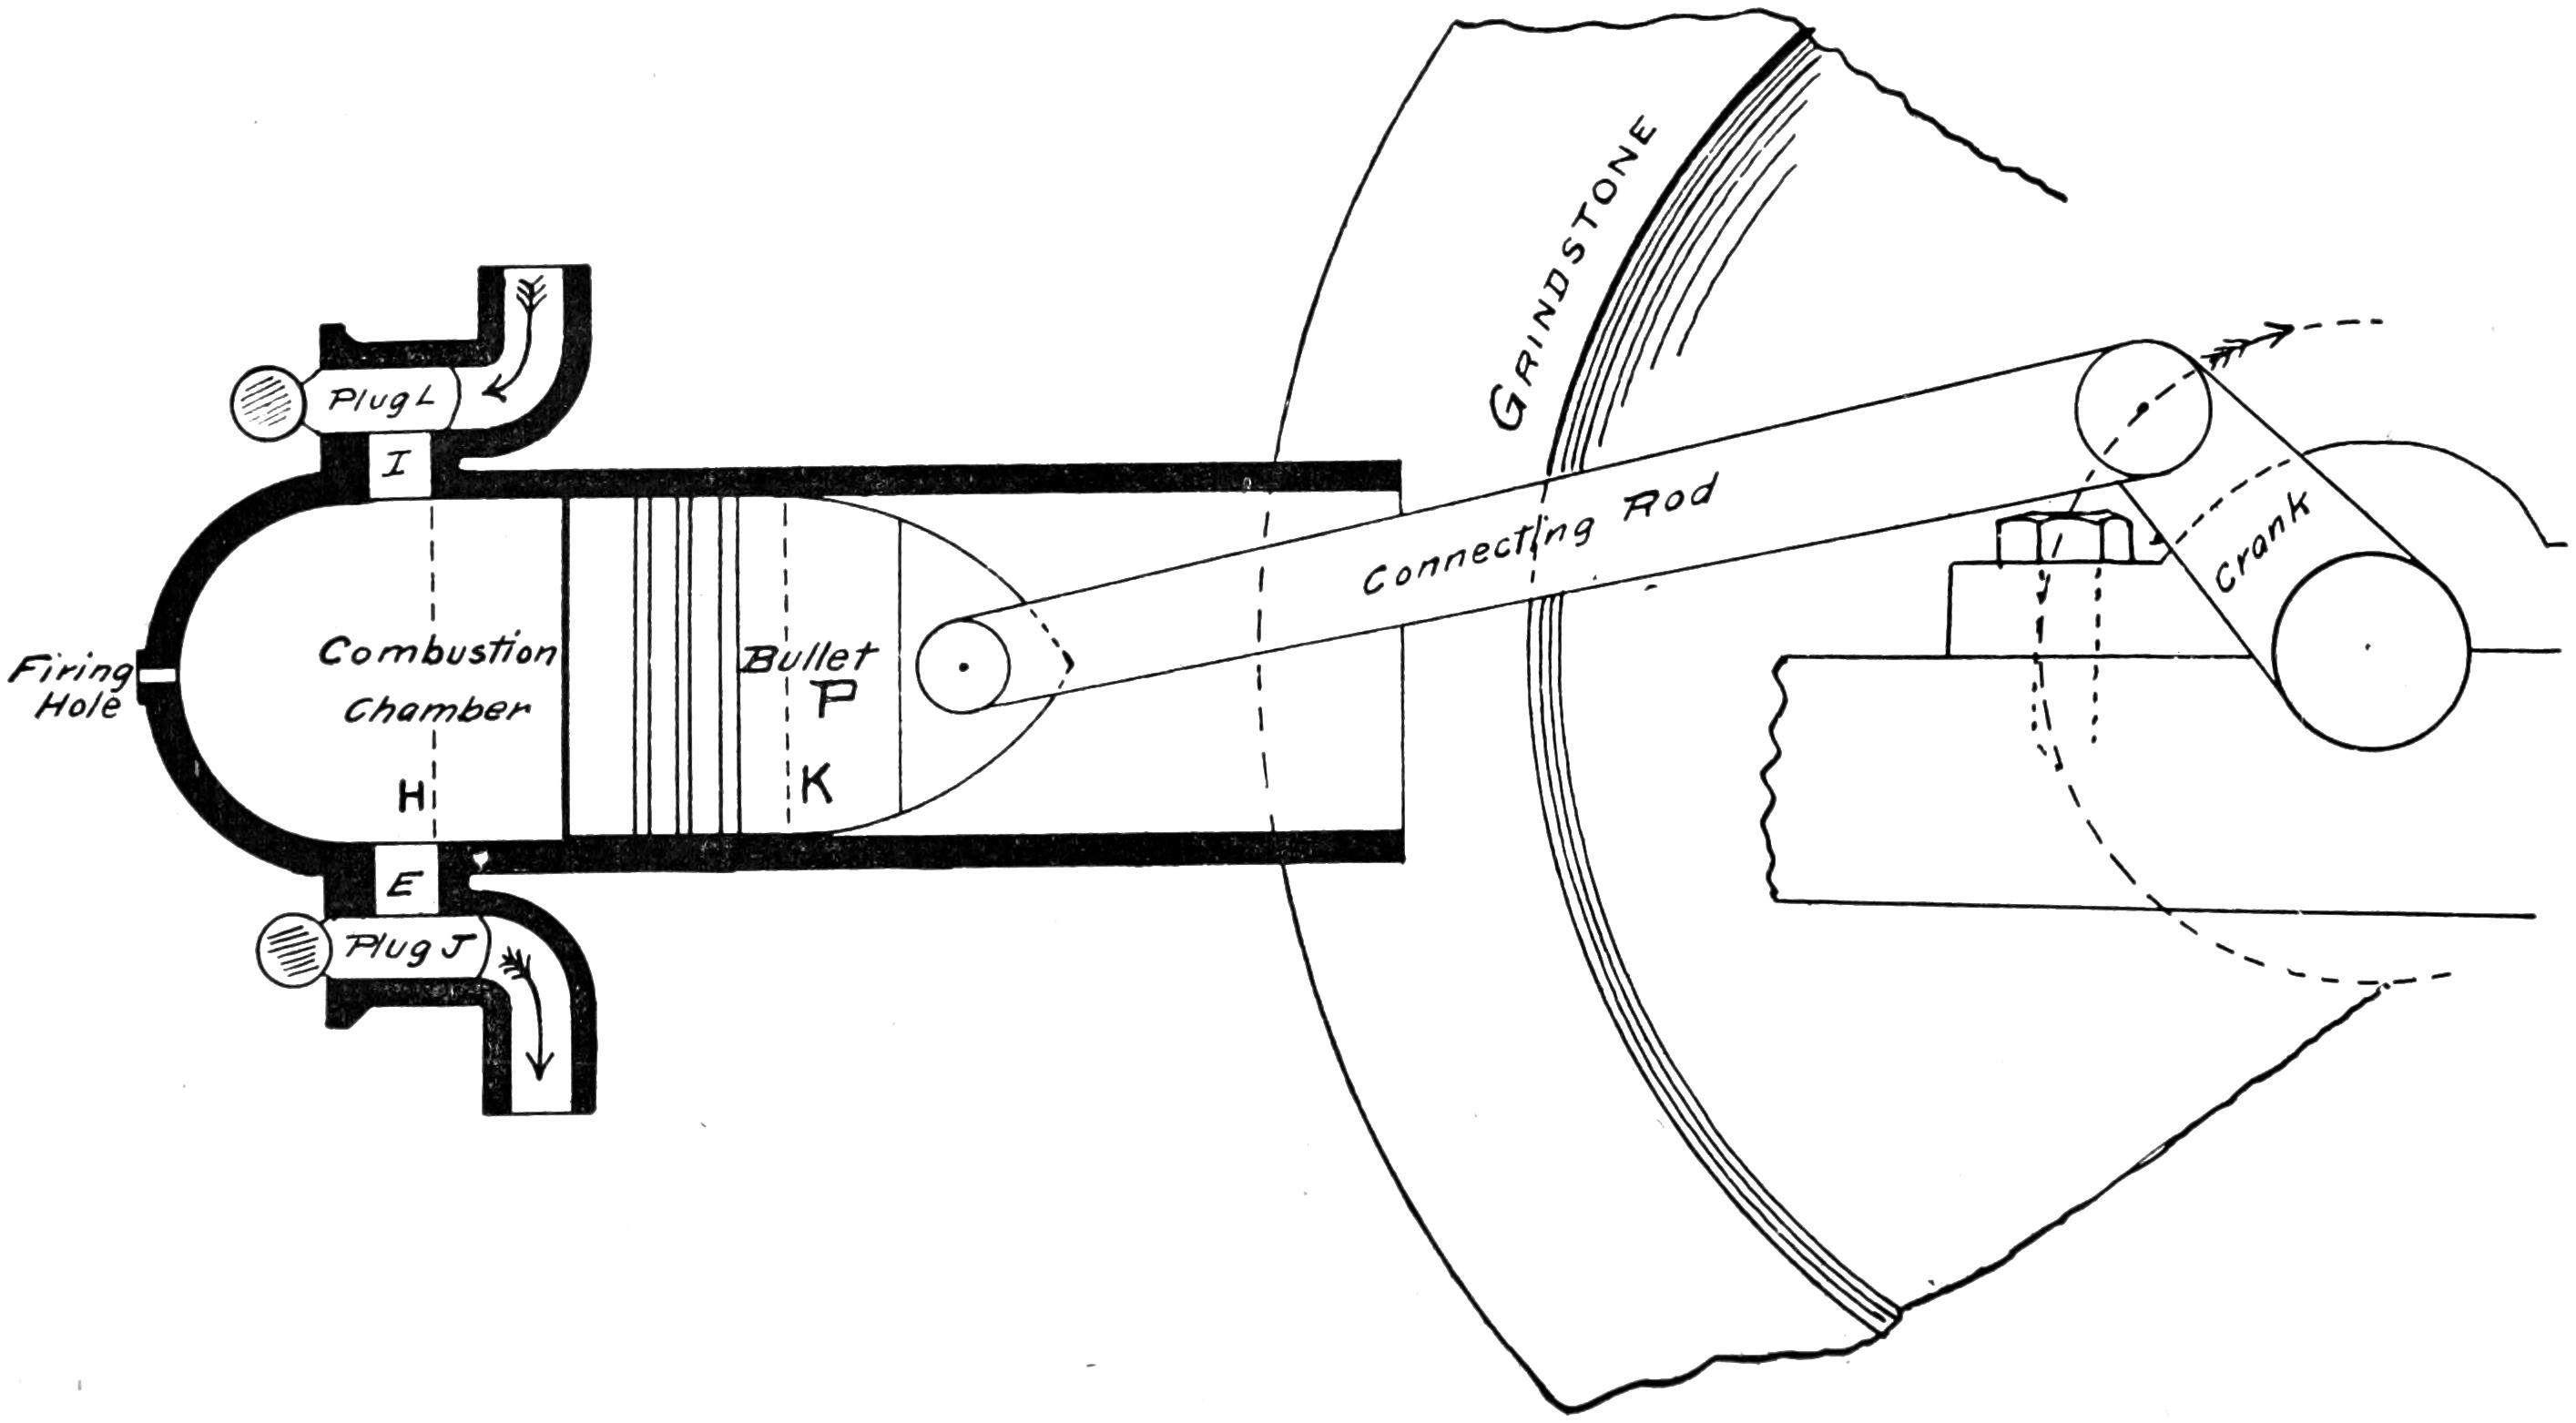 GRINDSTONE
Plug L
I
Connecting Rod
Crank
Firing
Hole
Combustion
Chamber
Bullet
P
K
H
E
Plug J